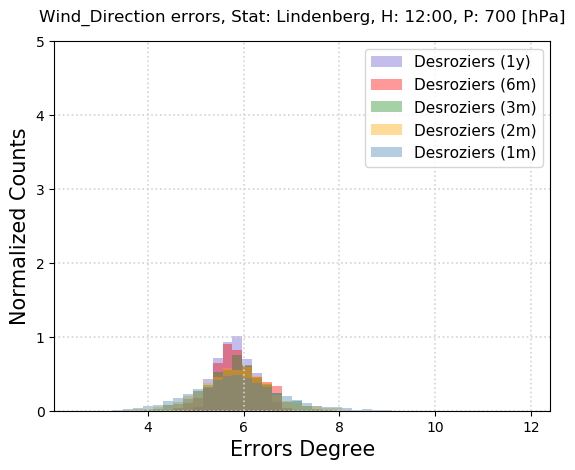 Wind_Direction errors, Stat: Lindenberg, H: 12:00, P: 700 [hPa]
5
4
3
2
1
0
Normalized Counts
Desroziers (1y)
Desroziers (6m)
Desroziers (3m)
Desroziers (2m)
Desroziers (1m)
4 6 8 10 12
Errors Degree